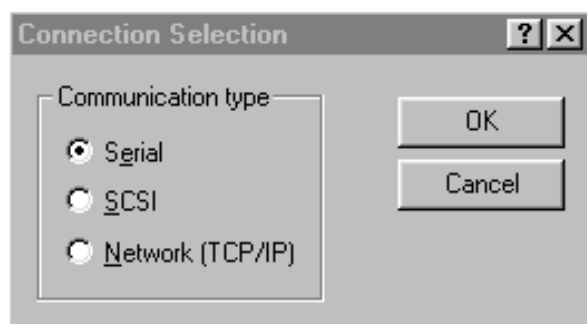 Connection Selection
?
Communication type
OK
Serial
Cancel
SCSI
Network (TCP/IP)